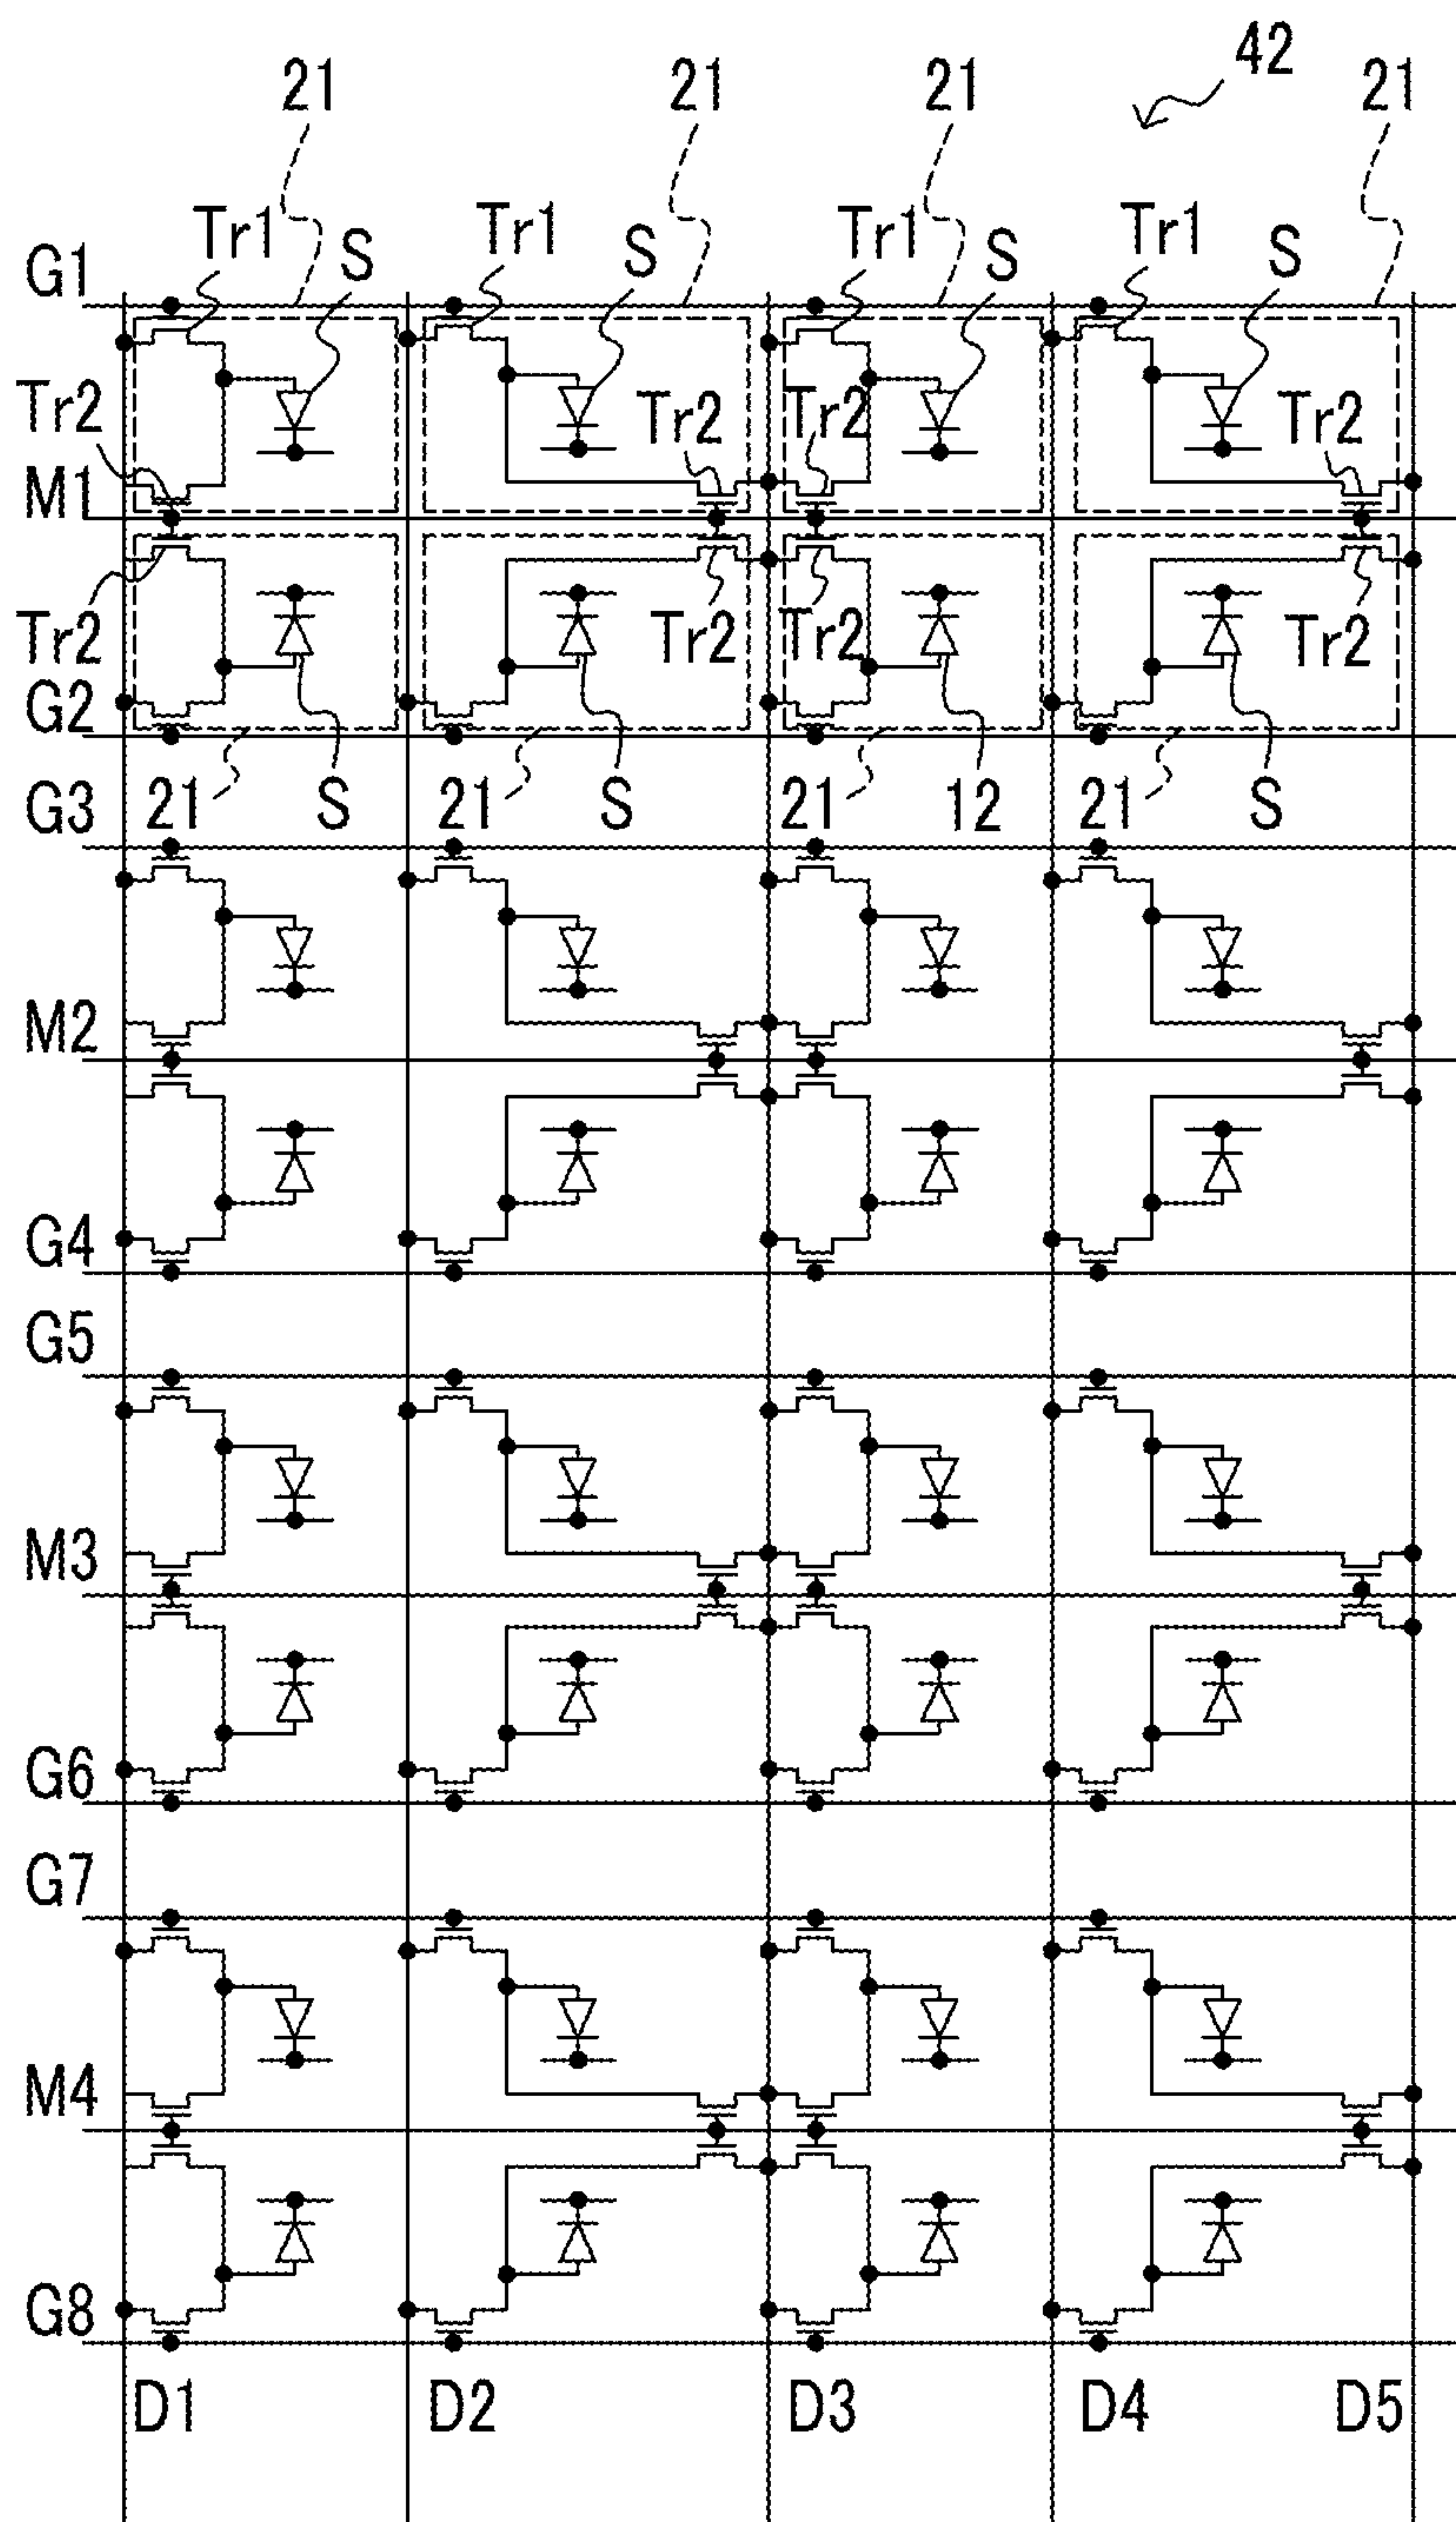 42
21 21 21 21
Tr1 S Tr1 S Tr1 S Tr1 S
G1
Tr2 Tr2 Tr2 Tr2
M1
Tr2 Tr2 Tr2 Tr2
G2
21 S 21 S 21 12 21 S
G3
M2
G4
G5
M3
G6
G7
M4
G8
D1 D2 D3 D4 D5